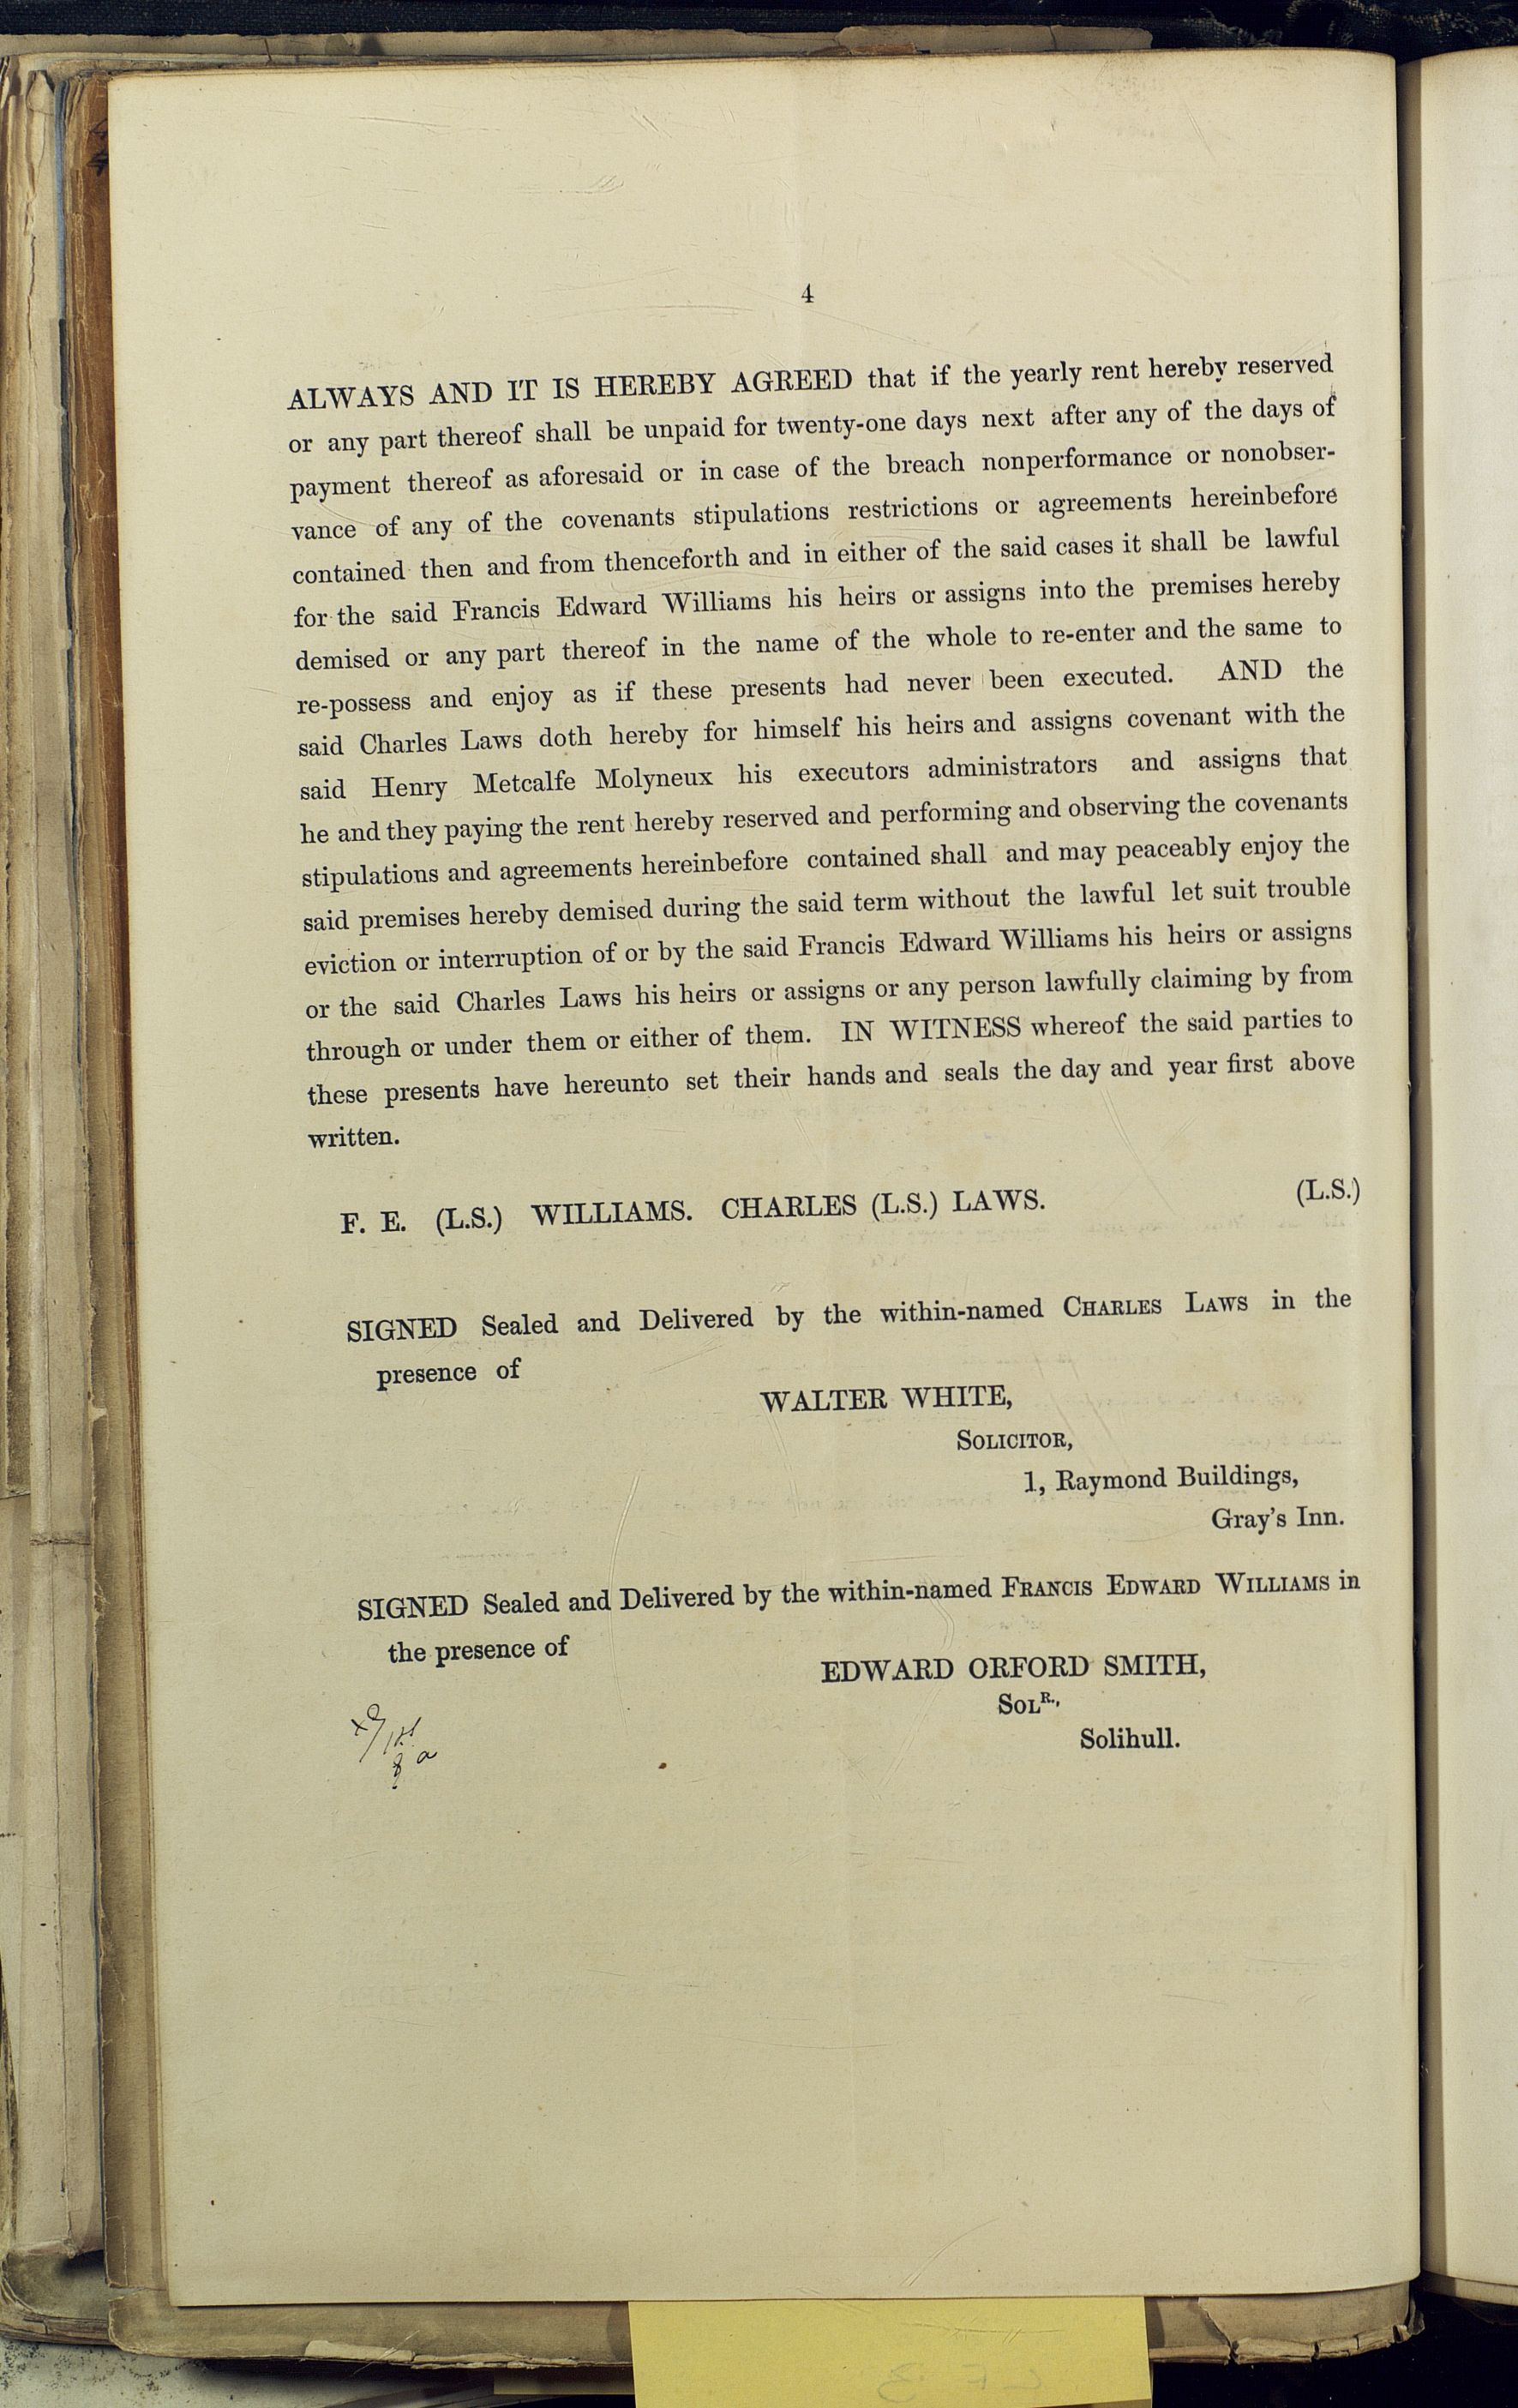 4
ALWAYS AND IT IS HEREBY AGREED that if the yearly rent hereby reserved
or any part thereof shall be unpaid for twenty-one days next after any of the days of
payment thereof as aforesaid or in case of the breach nonperformance or nonobser-
vance of any of the covenants stipulations restrictions or agreements hereinbefore
contained then and from thenceforth and in either of the said cases it shall be lawful
for the said Francis Edward Williams his heirs or assigns into the premises hereby
demised or any part thereof in the name of the whole to re-enter and the same to
re-possess and enjoy as if these presents had never been executed. AND the
said Charles Laws doth hereby for himself his heirs and assigns covenant with the
said Henry Metcalfe Molyneux his executors administrators and assigns that
he and they paying the rent hereby reserved and performing and observing the covenants
stipulations and agreements hereinbefore contained shall and may peaceably enjoy the
said premises hereby demised during the said term without the lawful let suit trouble
eviction or interruption of or by the said Francis Edward Williams his heirs or assigns
or the said Charles Laws his heirs or assigns or any person lawfully claiming by from
through or under them or either of them. IN WITNESS whereof the said parties to
these presents have hereunto set their hands and seals the day and year first above
written.
F. E. (L.S.) WILLIAMS. CHARLES (L.S.) LAWS. (L.S.)
SIGNED Sealed and Delivered by the within-named CHARLES LAWS in the
presence of
WALTER WHITE,
SOLICITOR,
1, Raymond Buildings,
Gray's Inn.
SIGNED Sealed and Delivered by the within-named FRANCIS EDWARD WILLIAMS in
the presence of
EDWARD ORFORD SMITH,
SOLR.,
Solihull.